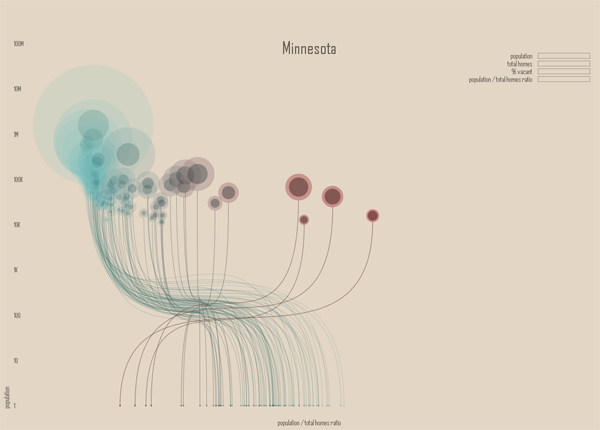 Minnesota
100M
10M
1M
100K
10K
1K
100
10
1
population
population / total homes ratio
population
total homes
% vacant
population / total homes ratio